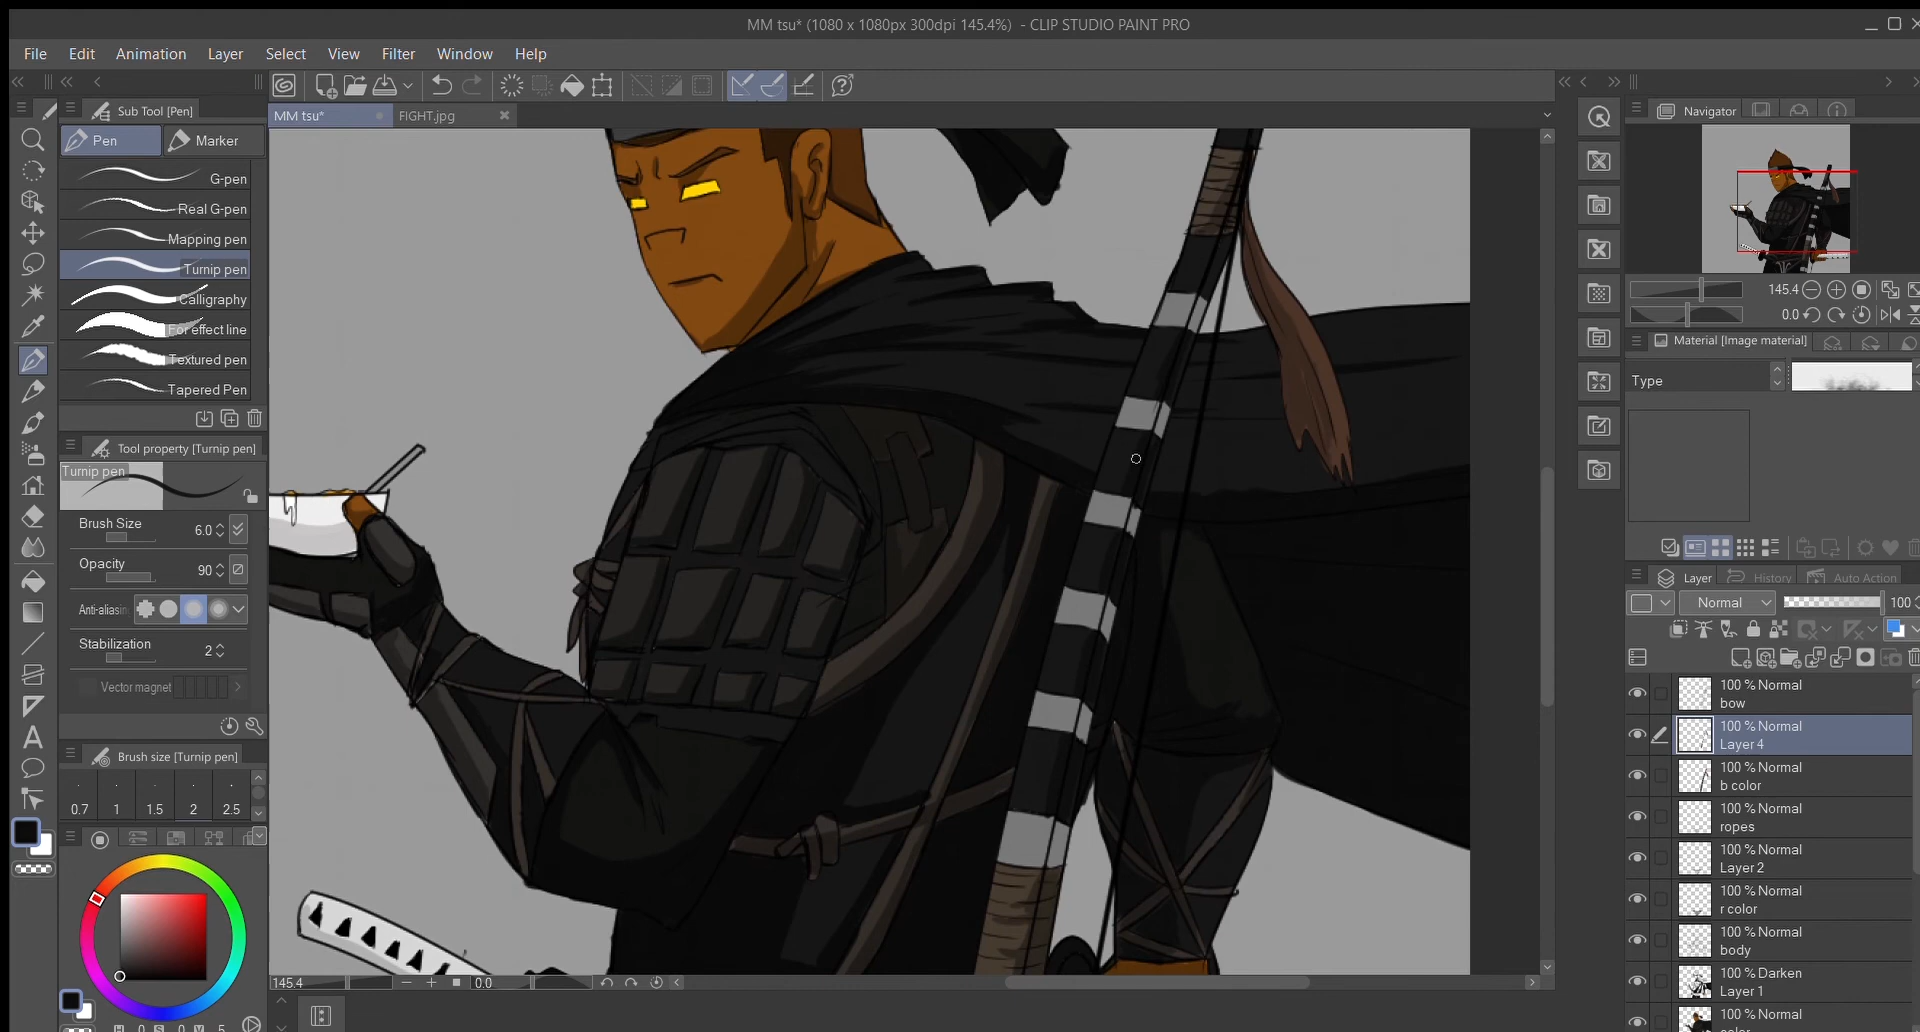 MM tsu* (1080 x 1080px 300dpi 145.4%) - CLIP STUDIO PAINT PRO
File Edit Animation Layer Select View Filter Window Help
Sub Tool [Pen]
Pen Marker
G-pen
Real G-pen
Mapping pen
Turnip pen
Calligraphy
For effect line
Textured pen
Tapered Pen
Tool property [Turnip pen]
Turnip pen
Brush Size 6.0
Opacity 90
Anti-aliasin
Stabilization 2
Vector magnet
Brush size [Turnip pen]
0.7 1 1.5 2 2.5
H 0 S 0 V 5
MM tsu* FIGHT.jpg
145.4 0.0
Navigator
145.4
0.0
Material [Image material]
Type
Layer History Auto Action
Normal 100
100 % Normal
bow
100 % Normal
Layer 4
100 % Normal
b color
100 % Normal
ropes
100 % Normal
Layer 2
100 % Normal
r color
100 % Normal
body
100 % Darken
Layer 1
100 % Normal